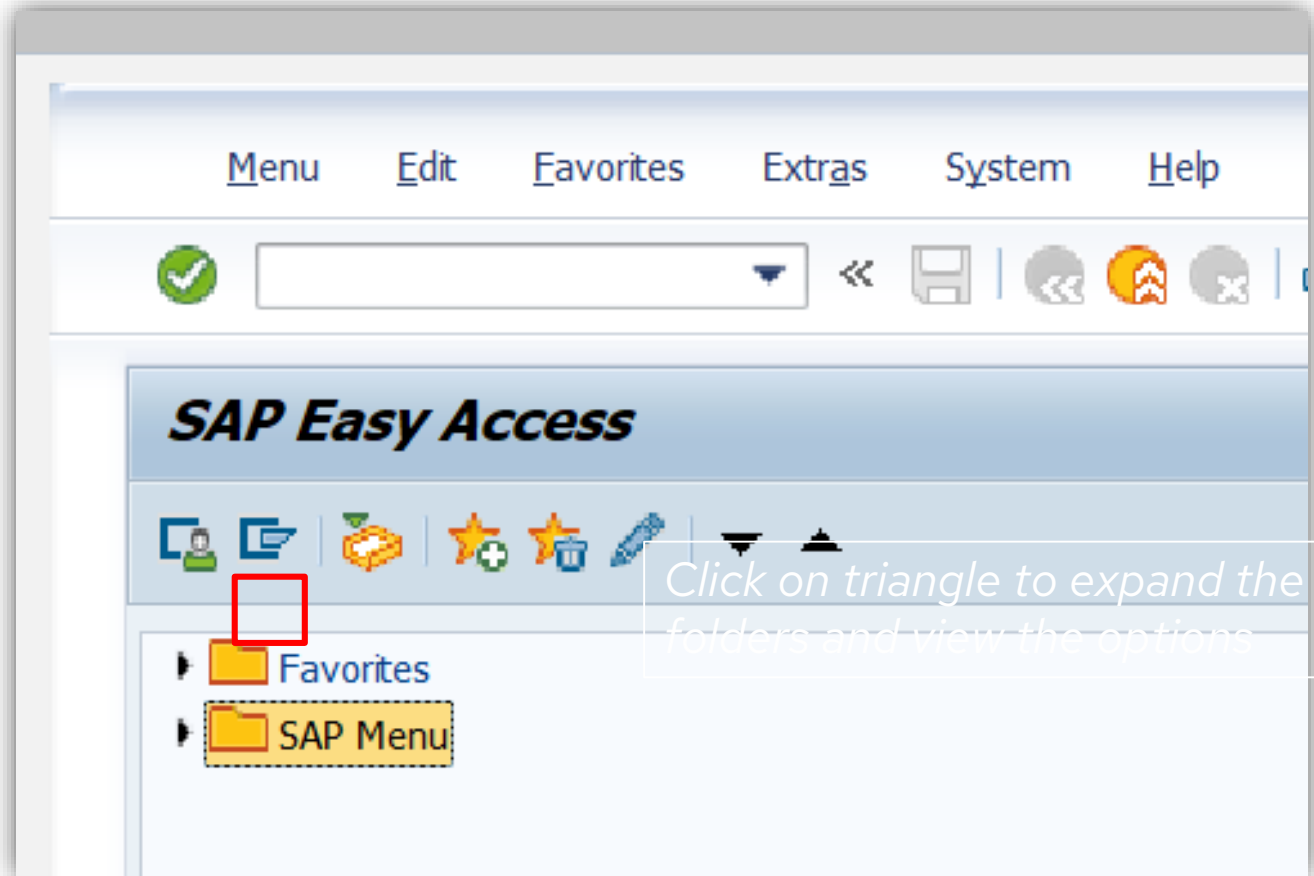 Menu Edit Favorites Extras System Help
SAP Easy Access
Click on triangle to expand the
folders and view the options
Favorites
SAP Menu